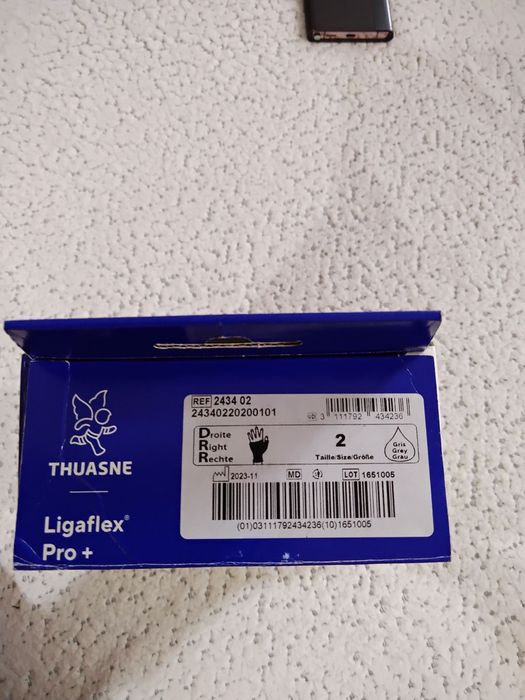 THUASNE
Ligaflex®
Pro +
REF 2434 02
24340220200101
3 111792 434236
Droite
Right
Rechte
2
Taille/Size/Größe
Gris
Grey
Grau
2023-11
MD
LOT 1651005
(01)03111792434236(10)1651005